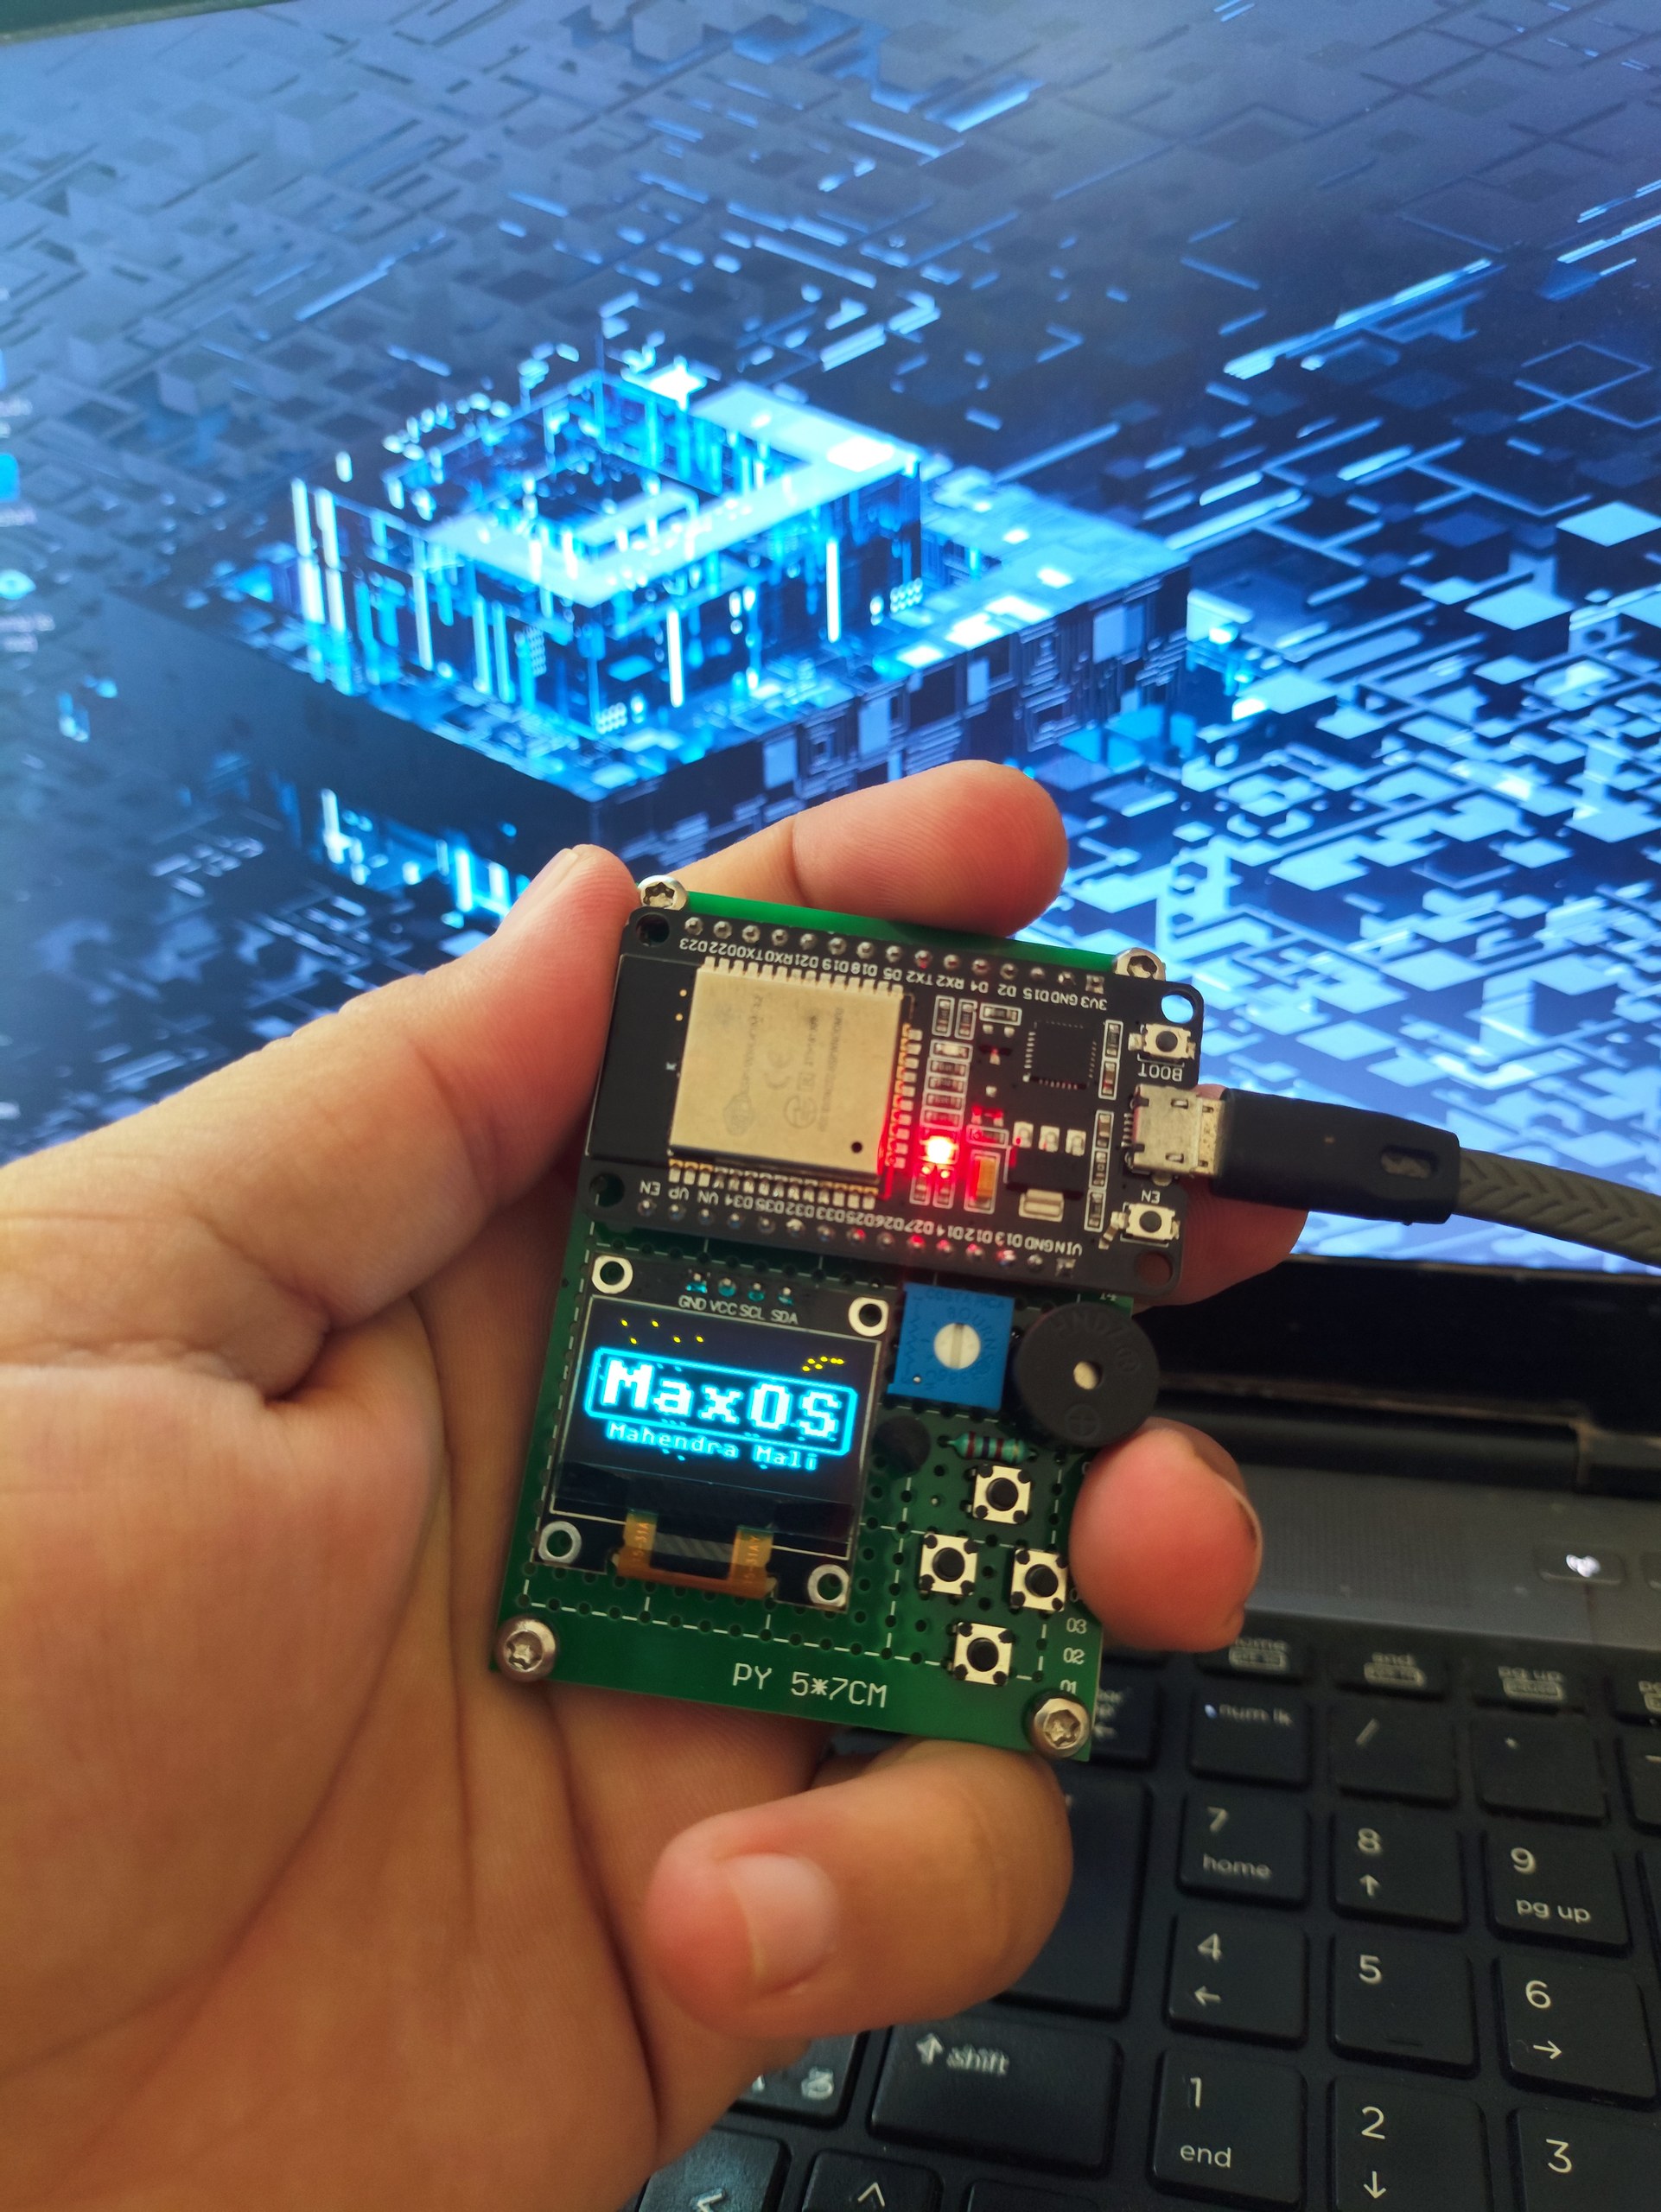 D23
D22
TX0
RX0
D21
D19
D18
D5
TX2
RX2
D4
D2
D15
GND
3V3
BOOT
EN
EN
VP
VN
D34
D35
D32
D33
D25
D26
D27
D14
D12
D13
GND
VIN
GND VCC SCL SDA
MaxOS
Mahendra Mali
03
02
01
PY 5*7CM
end
pg up
num lk
/
7
home
8
9
pg up
4
5
6
shift
1
end
2
3